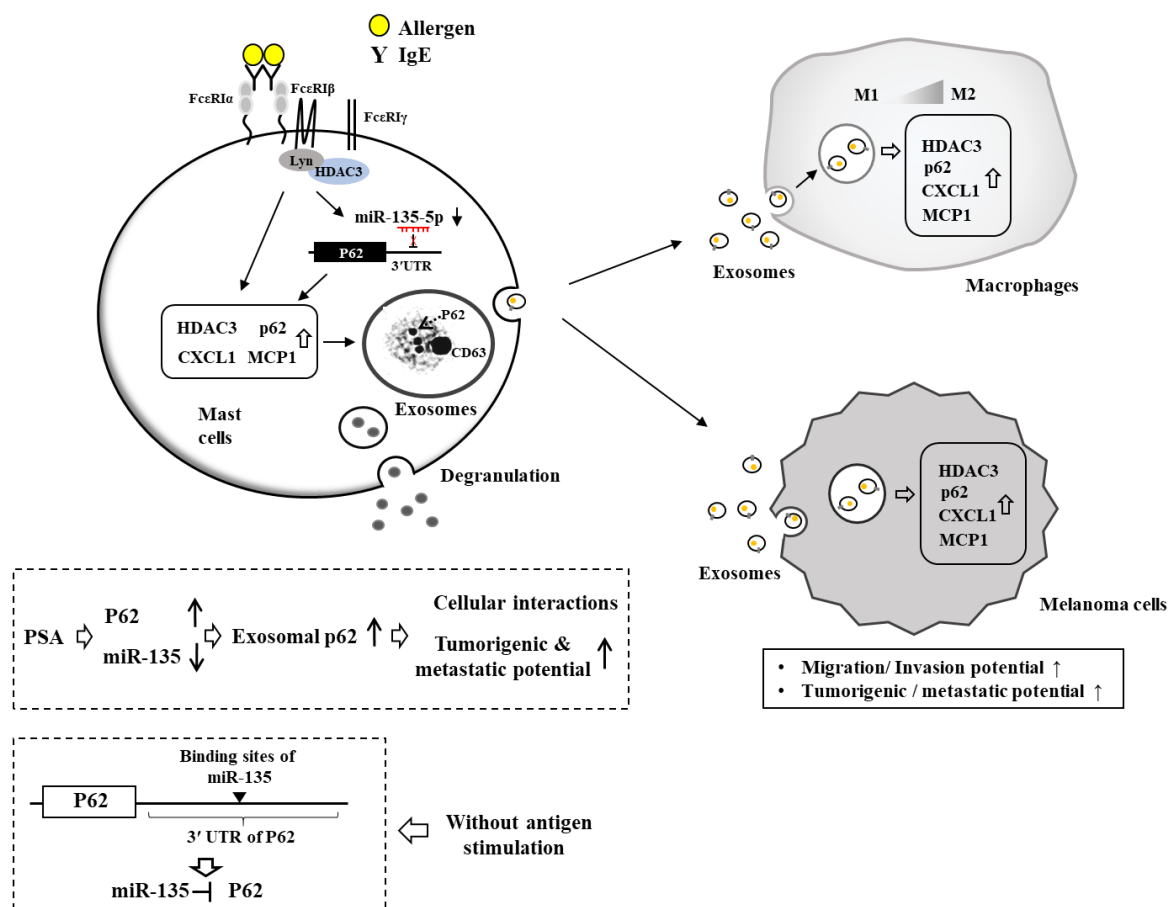 Allergen
Y IgE
FcεRIα
FcεRIβ
FcεRIγ
Lyn
HDAC3
miR-135-5p
x
P62
3'UTR
HDAC3 p62
CXCL1 MCP1
P62
CD63
Exosomes
Mast
cells
Degranulation
M1 M2
HDAC3
p62
CXCL1
MCP1
Exosomes
Macrophages
HDAC3
p62
CXCL1
MCP1
Exosomes
Melanoma cells
• Migration/ Invasion potential ↑
• Tumorigenic / metastatic potential ↑
PSA
P62
miR-135
Exosomal p62
Cellular interactions
Tumorigenic &
metastatic potential
Binding sites of
miR-135
P62
3′ UTR of P62
miR-135 P62
Without antigen
stimulation